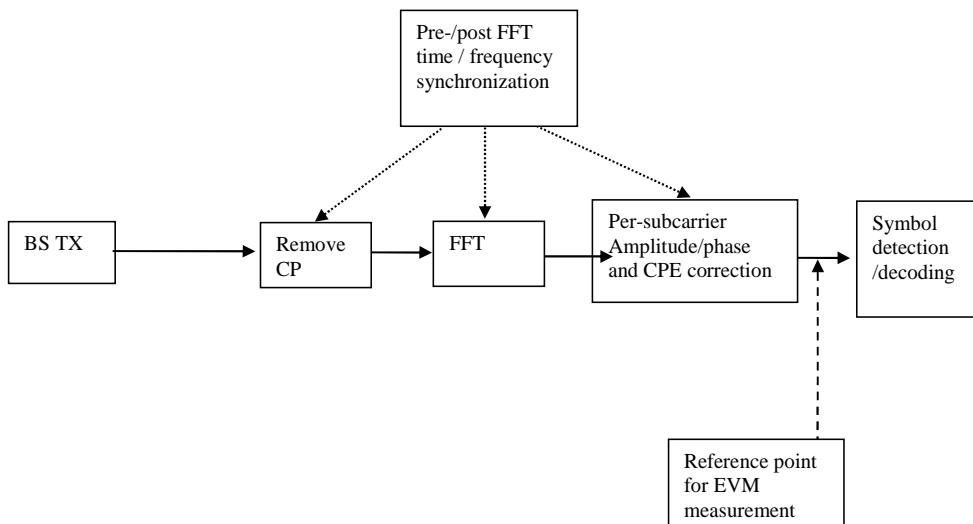 Pre-/post FFT
time / frequency
synchronization
BS TX
Remove
CP
FFT
Per-subcarrier
Amplitude/phase
and CPE correction
Symbol
detection
/decoding
Reference point
for EVM
measurement